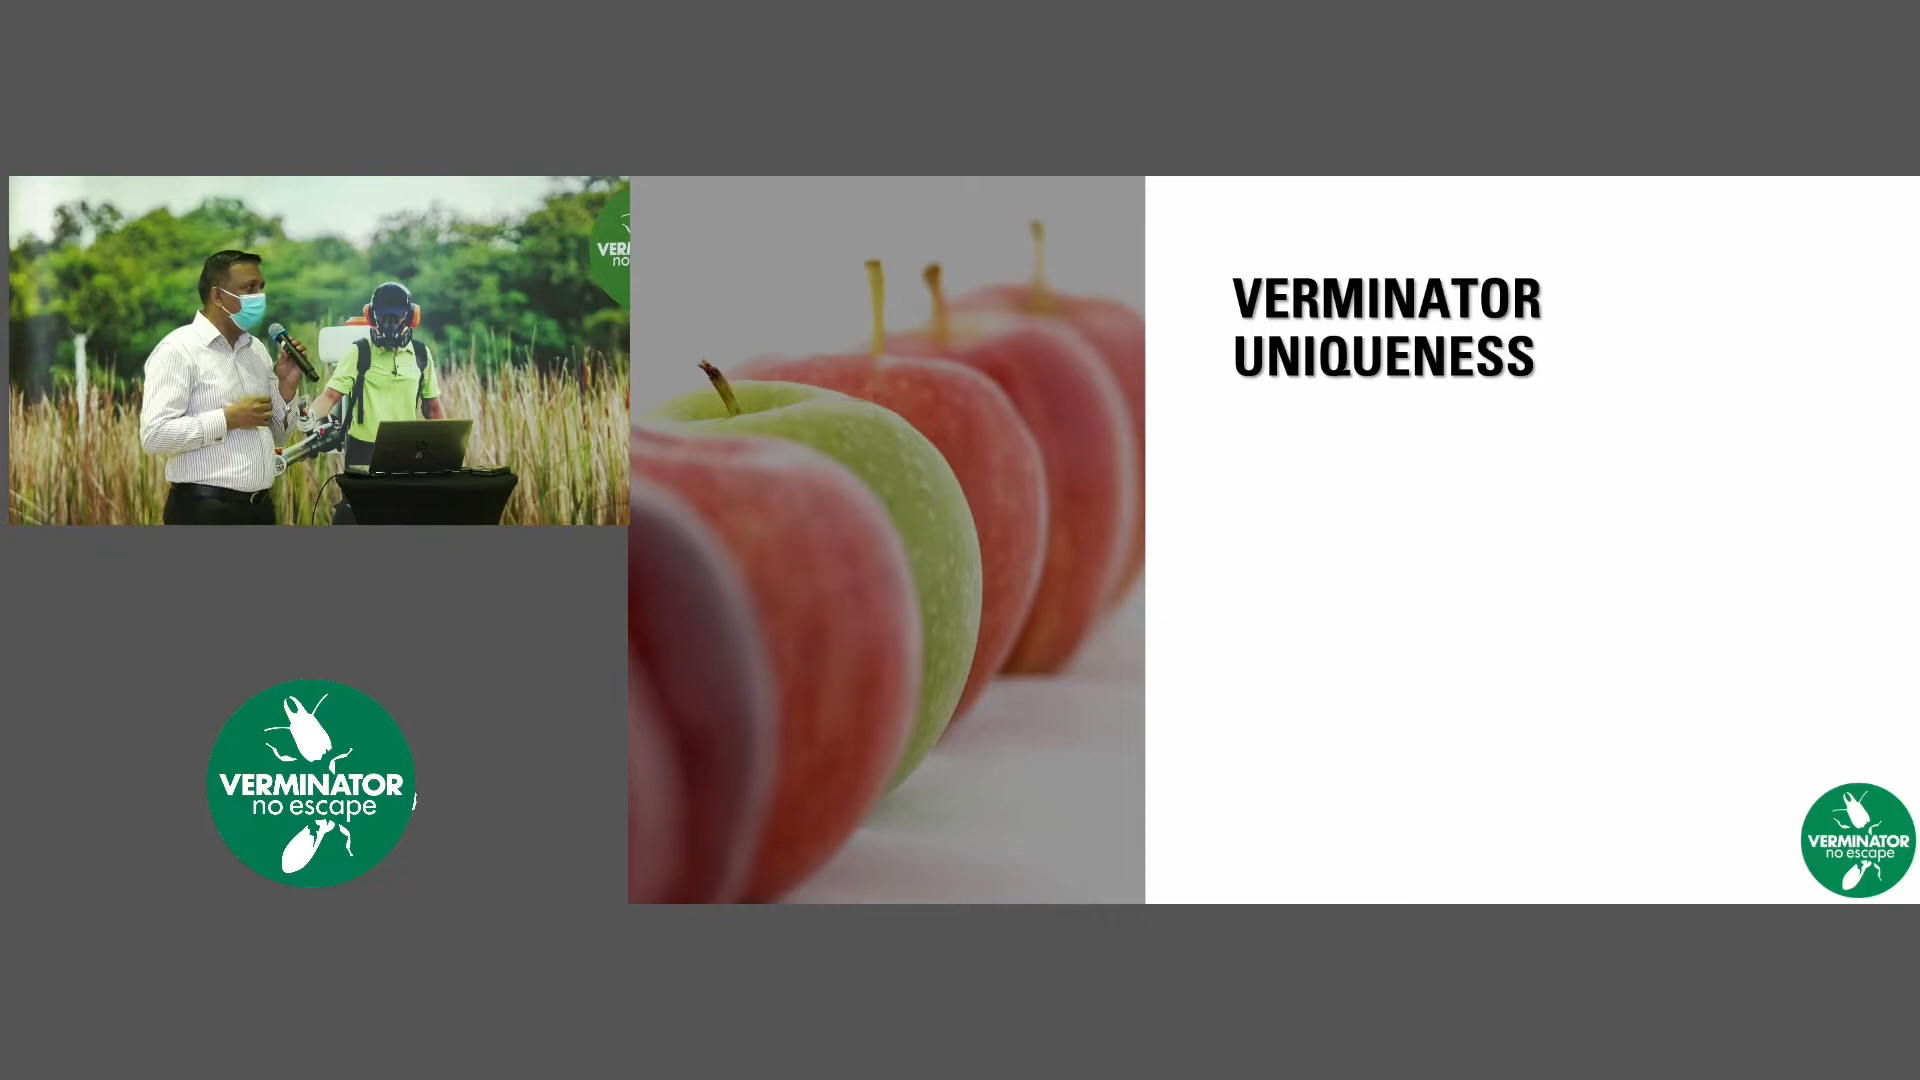 VERMINATOR
UNIQUENESS
VERMINATOR
no escape
VERMINATOR
no escape